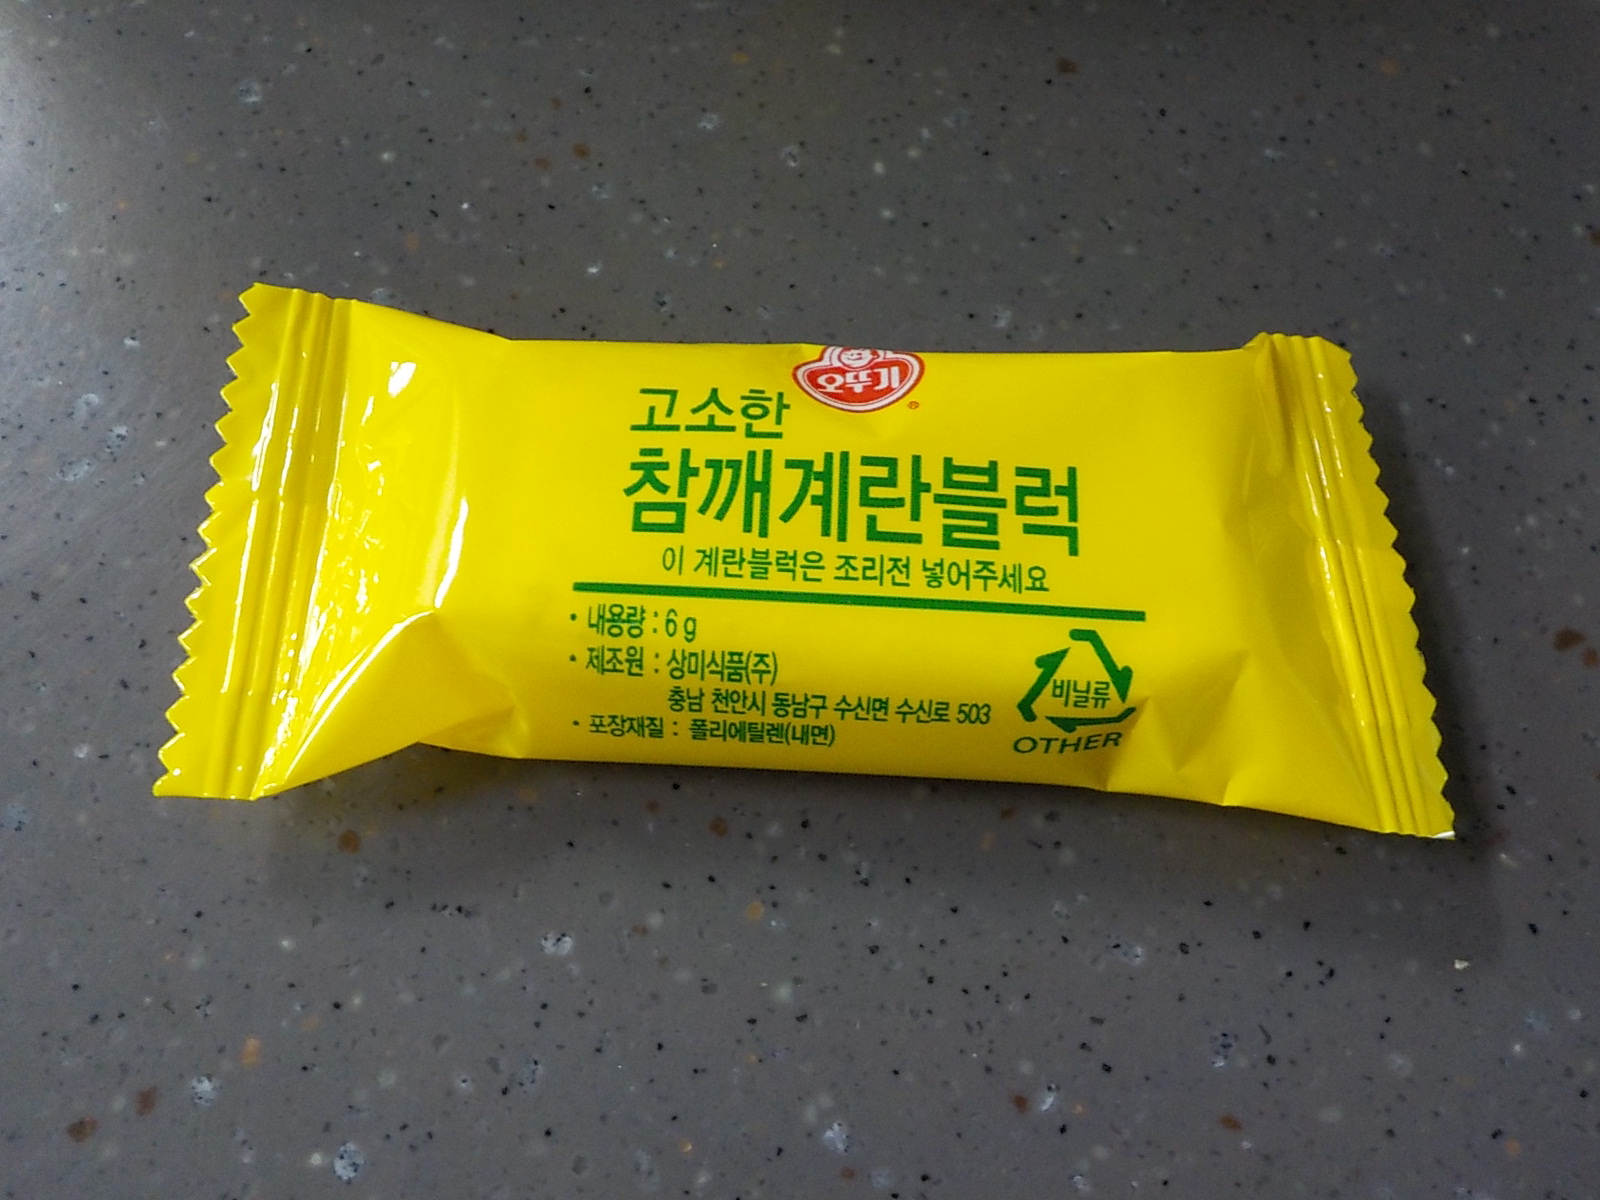 오뚜기
고소한
참깨계란블럭
이 계란블럭은 조리전 넣어주세요
· 내용량 : 6 g
· 제조원 : 상미식품(주)
충남 천안시 동남구 수신면 수신로 503
· 포장재질 : 폴리에틸렌(내면)
비닐류
OTHER